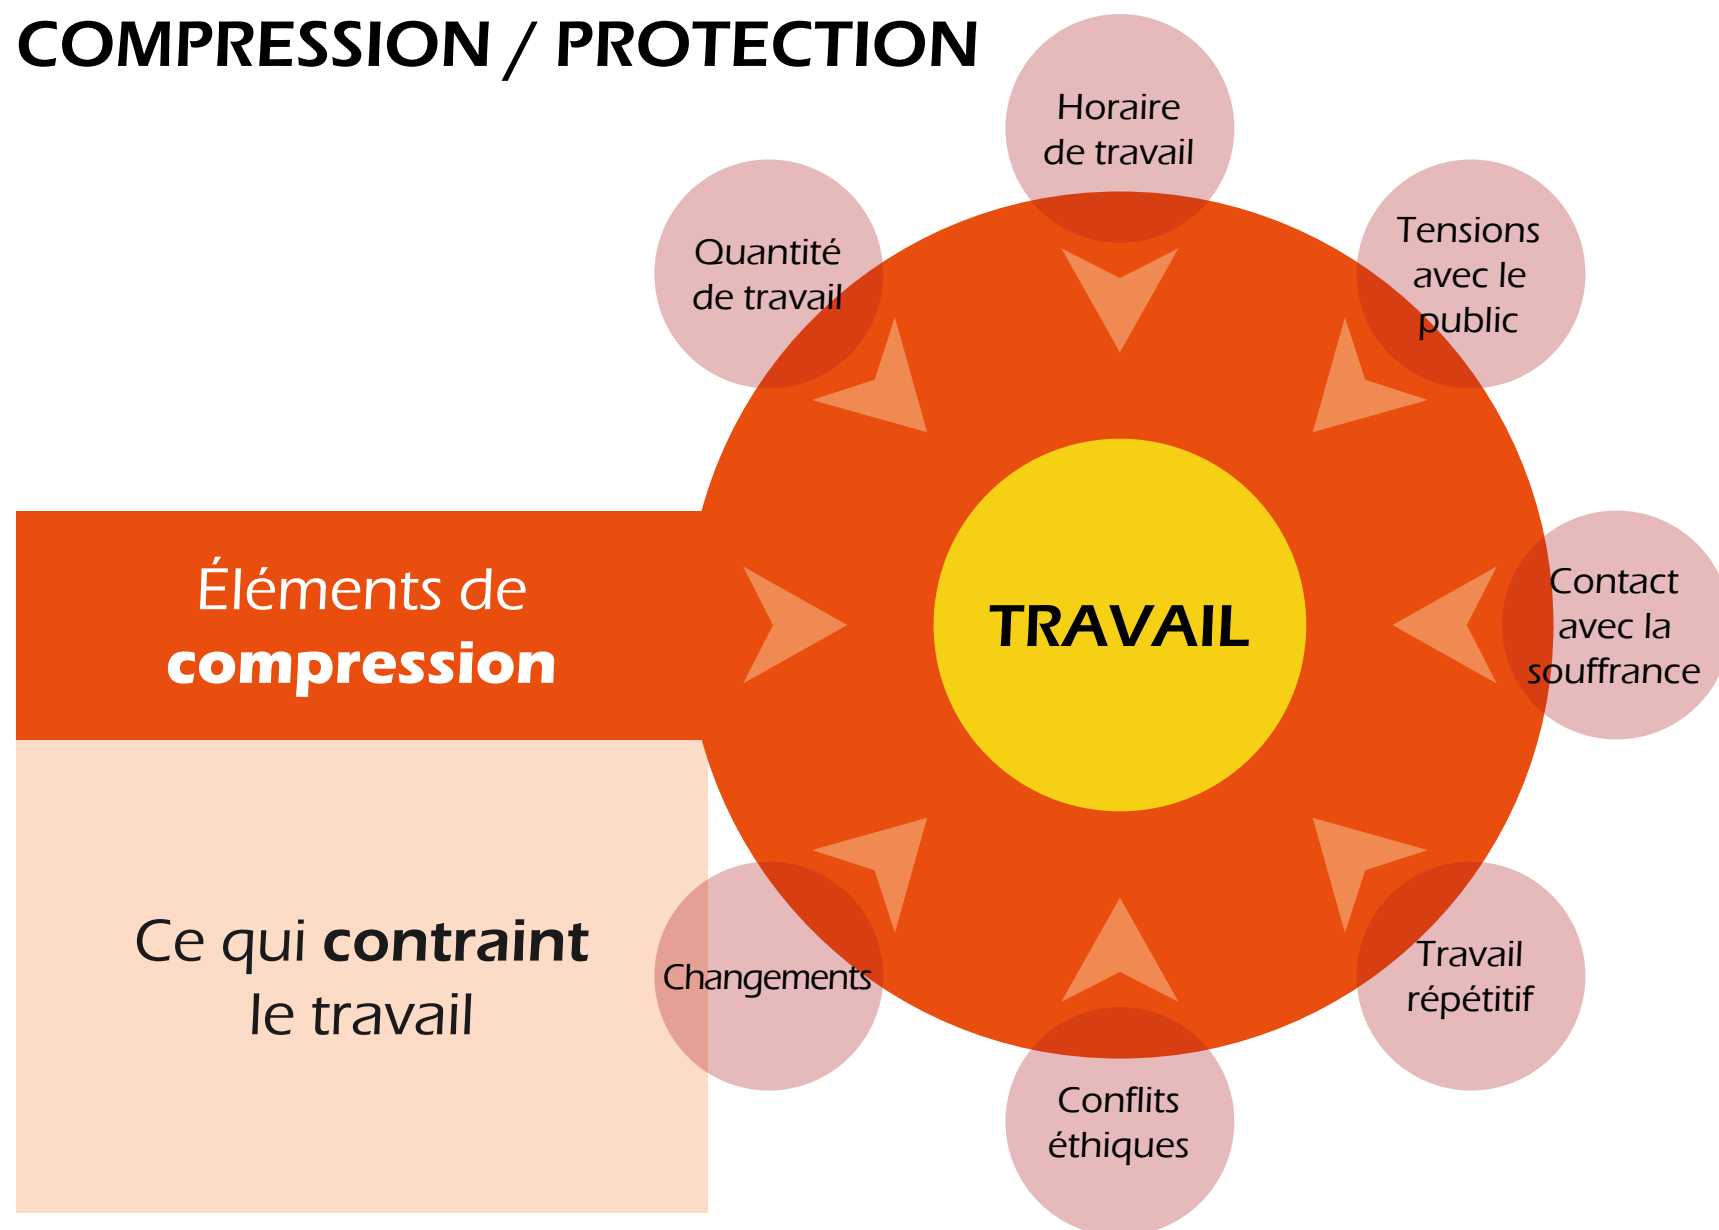 COMPRESSION / PROTECTION
Horaire
de travail
Tensions
avec le
public
Quantité
de travail
Éléments de
compression
TRAVAIL
Contact
avec la
souffrance
Ce qui contraint
le travail
Changements
Travail
répétitif
Conflits
éthiques